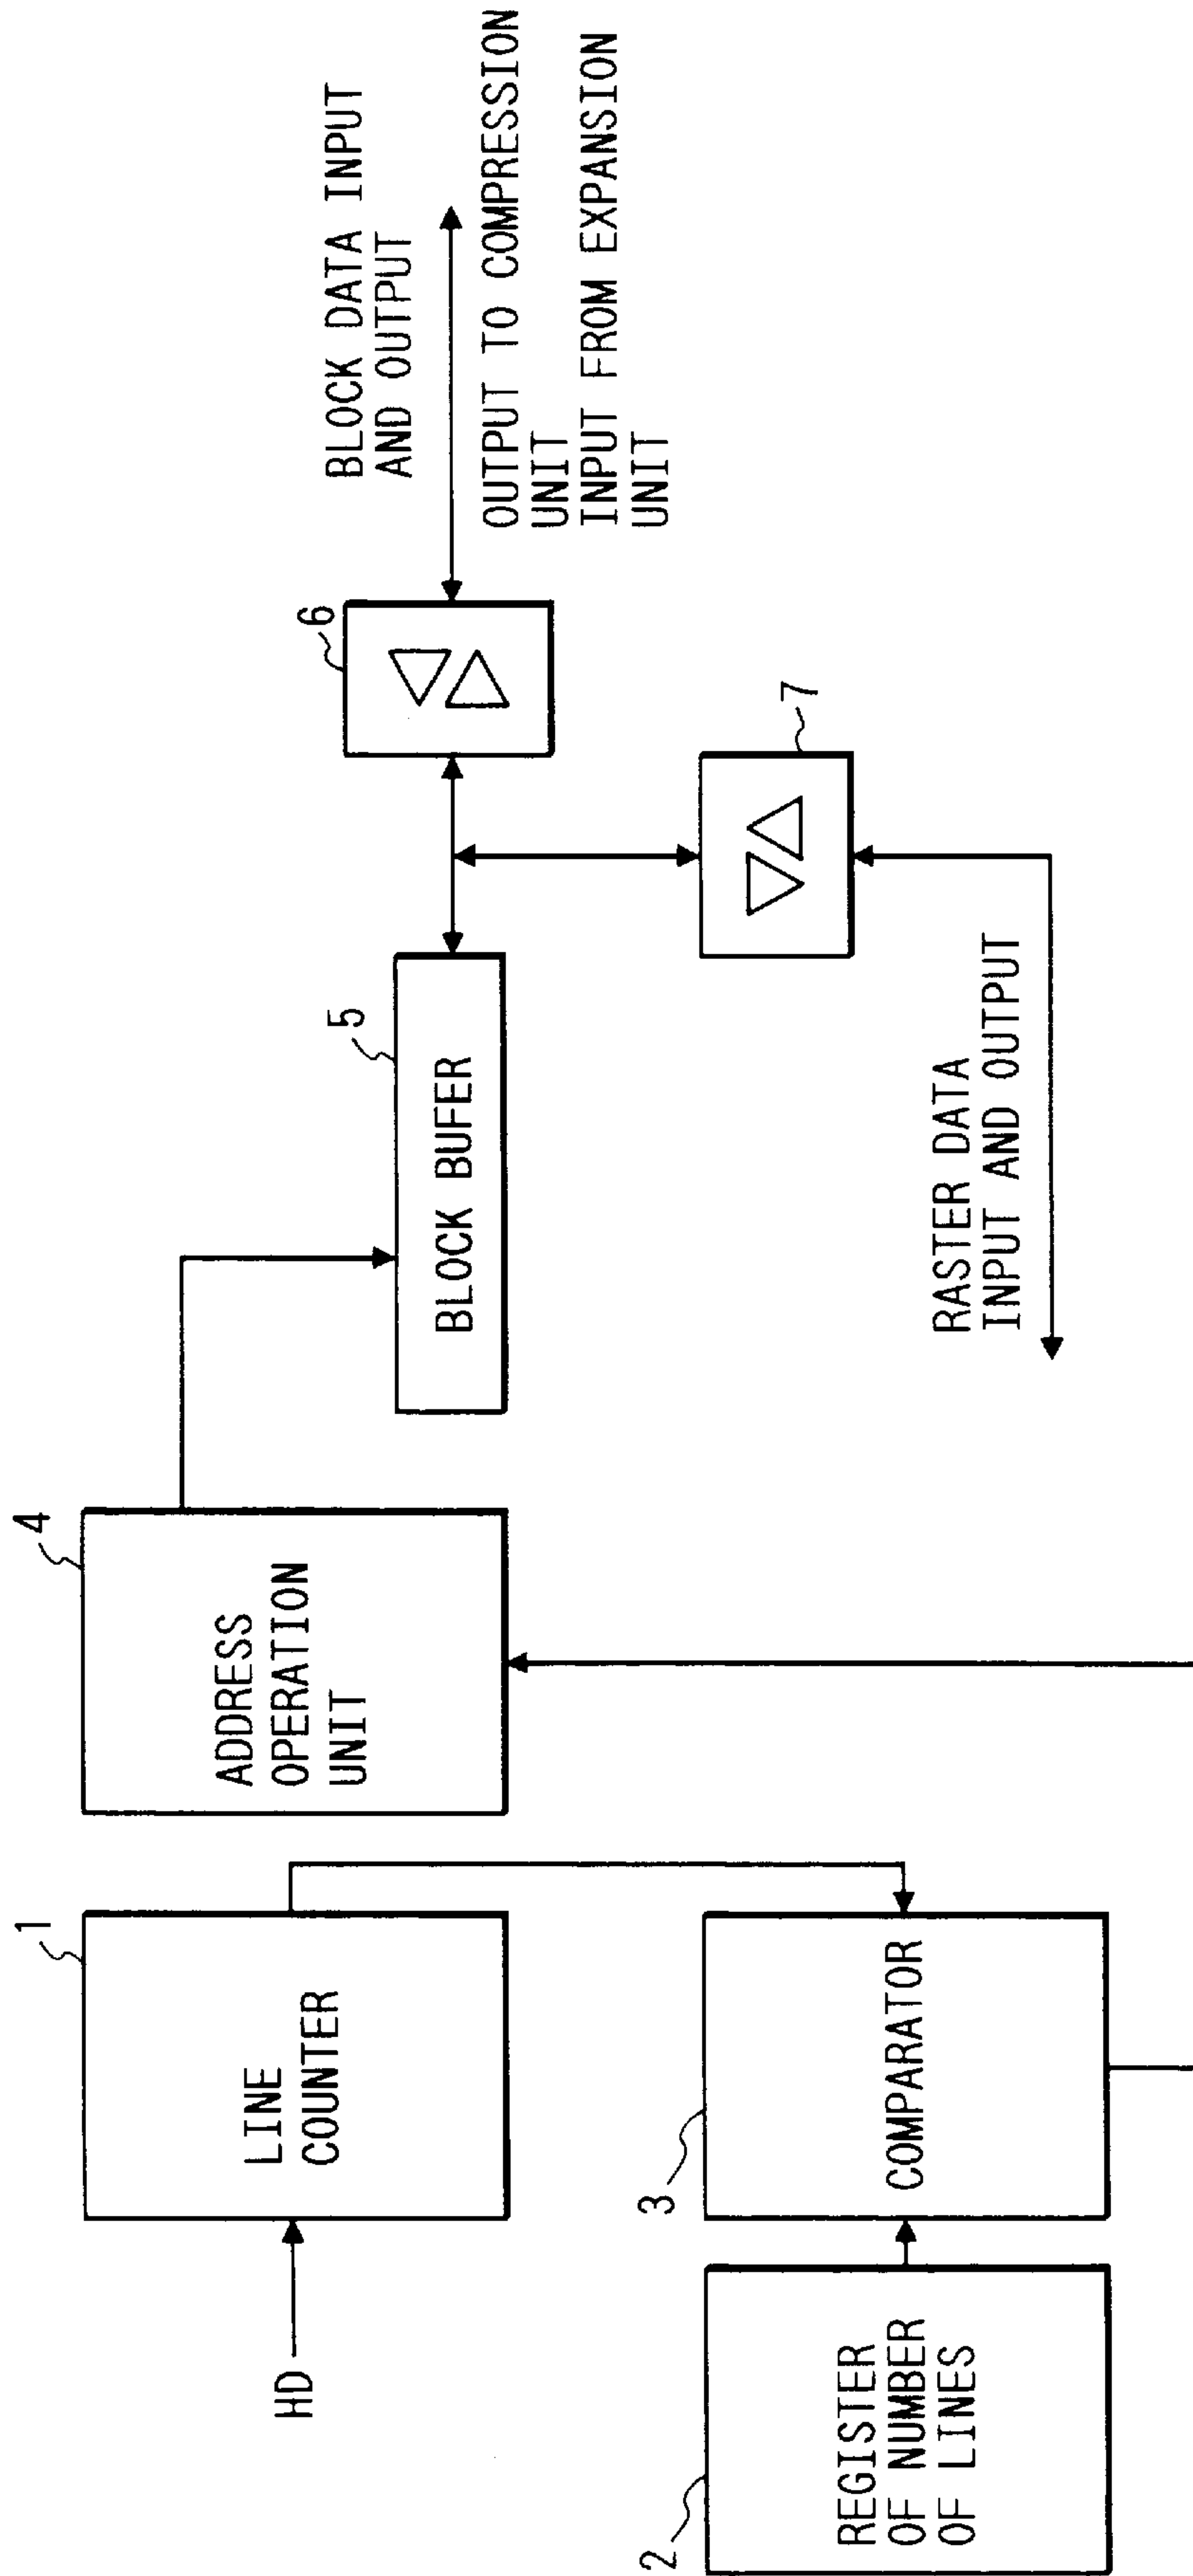 1
LINE
COUNTER
HD
2
REGISTER
OF NUMBER
OF LINES
3
COMPARATOR
4
ADDRESS
OPERATION
UNIT
5
BLOCK BUFER
6
BLOCK DATA INPUT
AND OUTPUT
OUTPUT TO COMPRESSION
UNIT
INPUT FROM EXPANSION
UNIT
7
RASTER DATA
INPUT AND OUTPUT